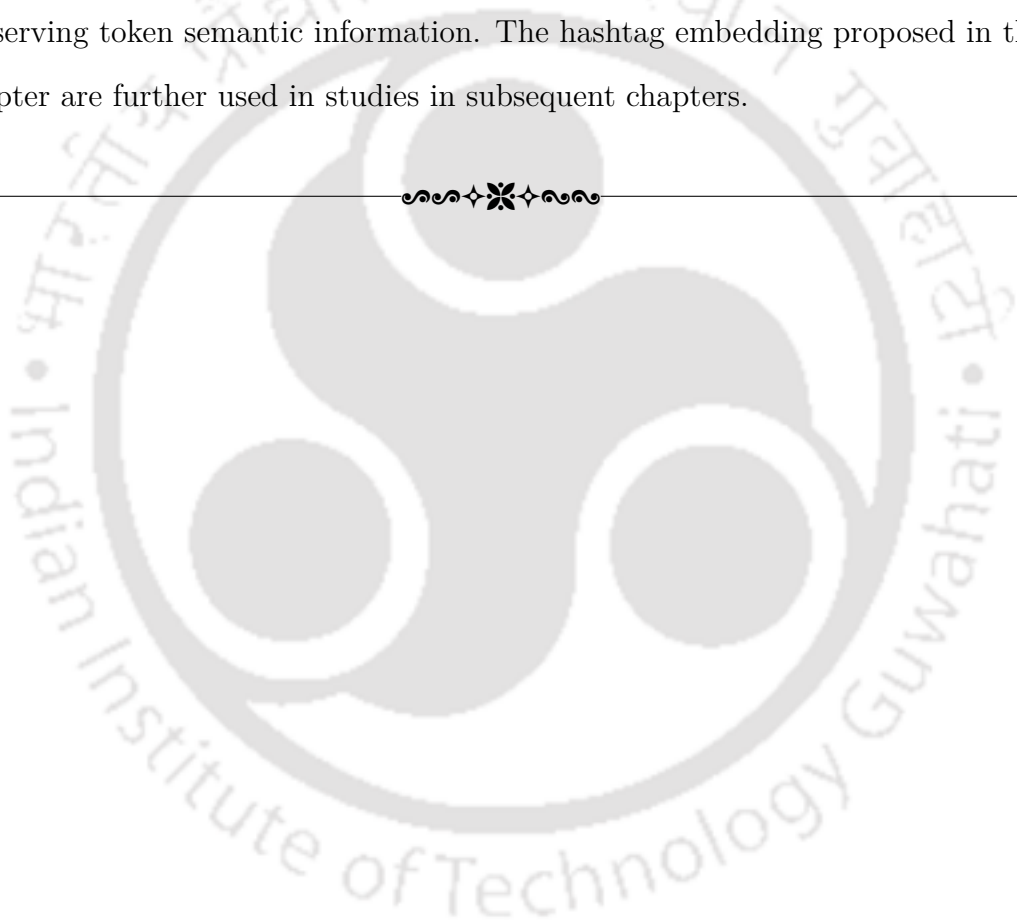 serving token semantic information. The hashtag embedding proposed in th
pter are further used in studies in subsequent chapters.
• Indian Institute of Technology Guwahati •